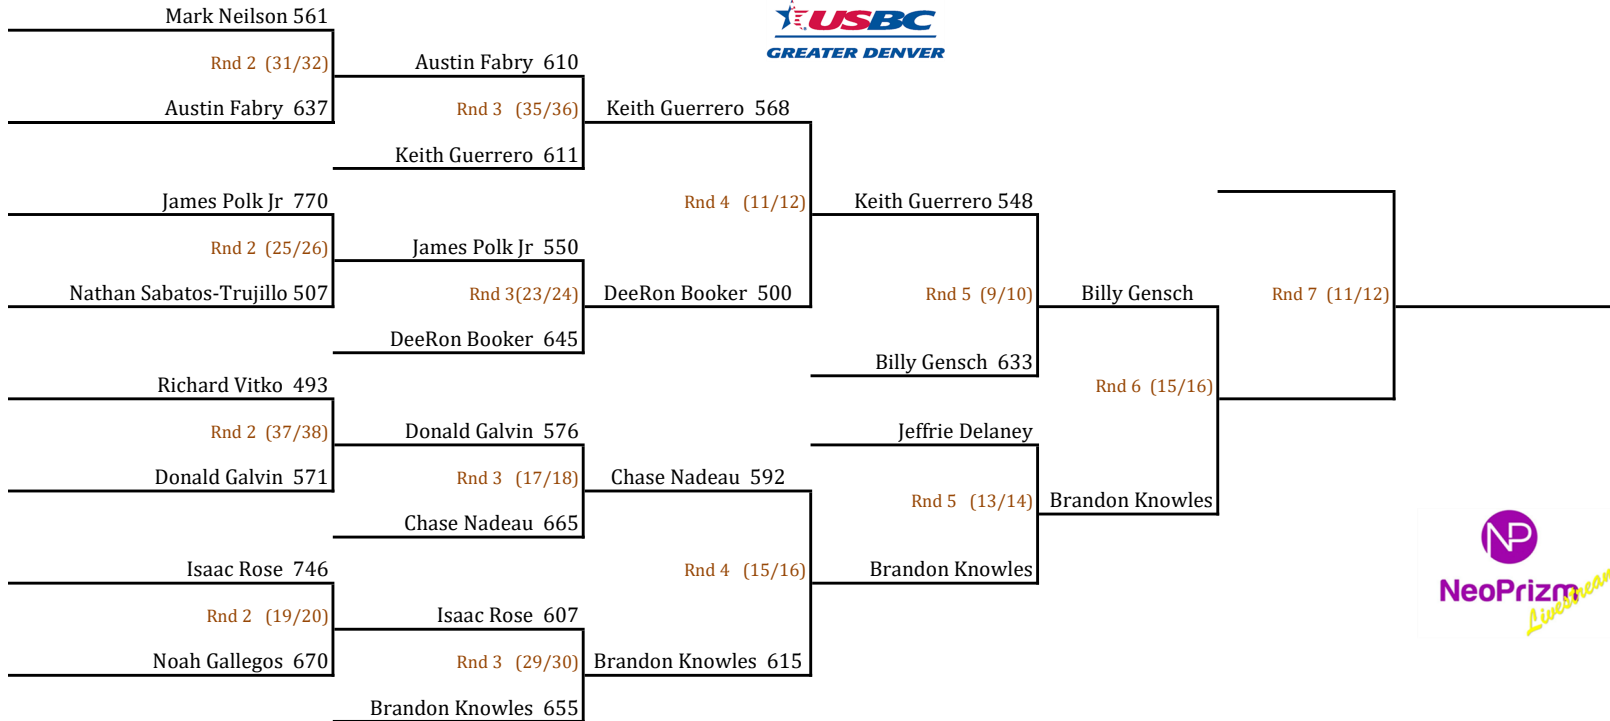 Mark Neilson 561
USBC
GREATER DENVER
Rnd 2 (31/32)
Austin Fabry 610
Austin Fabry 637
Rnd 3 (35/36)
Keith Guerrero 568
Keith Guerrero 611
James Polk Jr 770
Rnd 4 (11/12)
Keith Guerrero 548
Rnd 2 (25/26)
James Polk Jr 550
Nathan Sabatos-Trujillo 507
Rnd 3(23/24)
DeeRon Booker 500
Rnd 5 (9/10)
Billy Gensch
Rnd 7 (11/12)
DeeRon Booker 645
Billy Gensch 633
Richard Vitko 493
Rnd 6 (15/16)
Rnd 2 (37/38)
Donald Galvin 576
Jeffrie Delaney
Donald Galvin 571
Rnd 3 (17/18)
Chase Nadeau 592
Rnd 5 (13/14)
Brandon Knowles
Chase Nadeau 665
NP
Isaac Rose 746
Rnd 4 (15/16)
Brandon Knowles
NeoPrizm
Livestream
Rnd 2 (19/20)
Isaac Rose 607
Noah Gallegos 670
Rnd 3 (29/30)
Brandon Knowles 615
Brandon Knowles 655